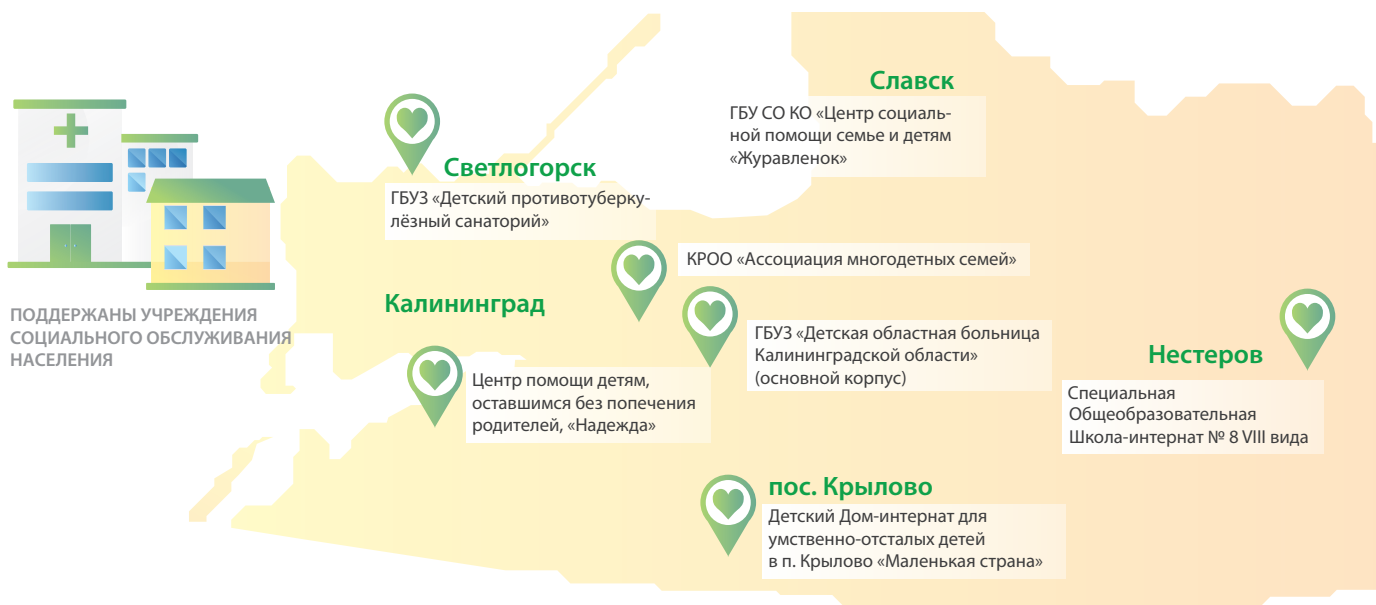 Славск
ГБУ СО КО «Центр социаль-
ной помощи семье и детям
«Журавленок»
Светлогорск
ГБУЗ «Детский противотуберку-
лёзный санаторий»
КРОО «Ассоциация многодетных семей»
Калининград
ПОДДЕРЖАНЫ УЧРЕЖДЕНИЯ
СОЦИАЛЬНОГО ОБСЛУЖИВАНИЯ
НАСЕЛЕНИЯ
ГБУЗ «Детская областная больница
Калининградской области»
(основной корпус)
Нестеров
Специальная
Общеобразовательная
Школа-интернат № 8 VIII вида
Центр помощи детям,
оставшимся без попечения
родителей, «Надежда»
пос. Крылово
Детский Дом-интернат для
умственно-отсталых детей
в п. Крылово «Маленькая страна»